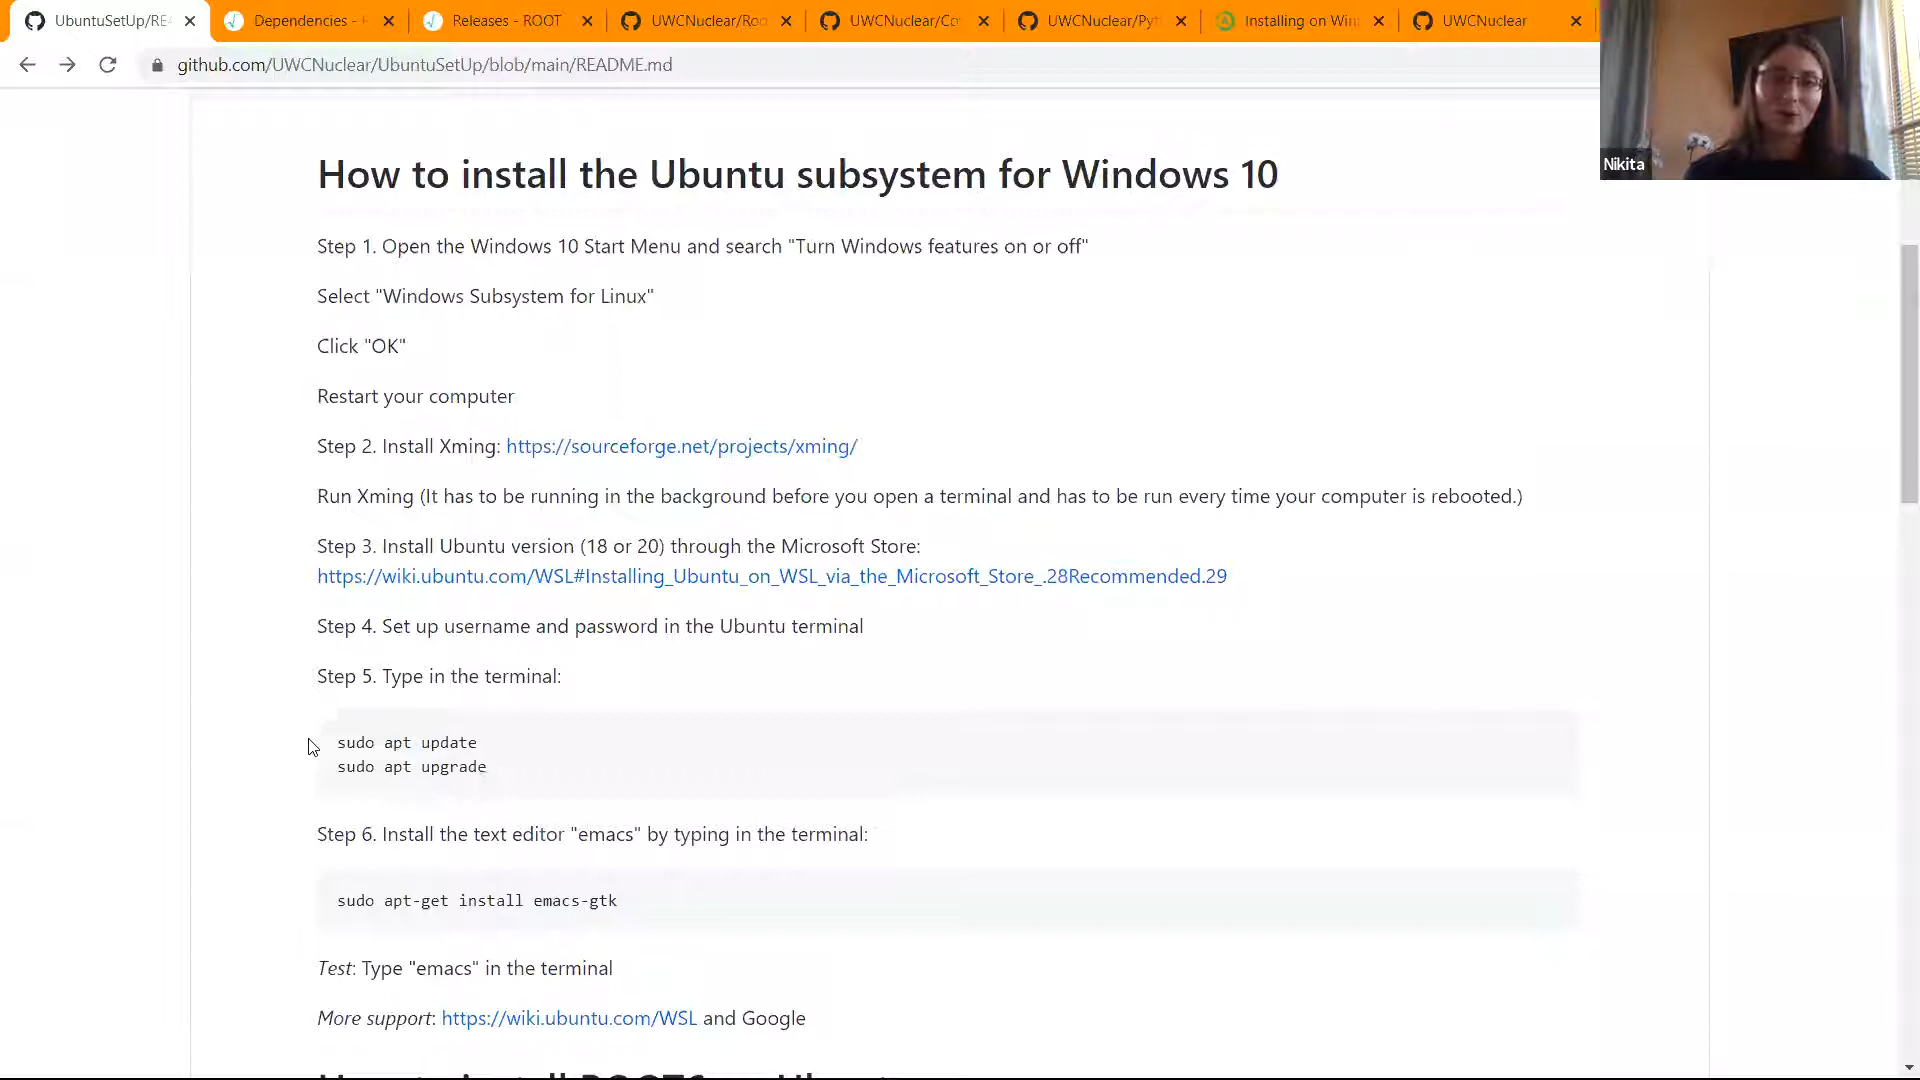 UbuntuSetUp/REA
Dependencies - R
Releases - ROOT
UWCNuclear/Roo
UWCNuclear/Co
UWCNuclear/Pyt
Installing on Win
UWCNuclear
github.com/UWCNuclear/UbuntuSetUp/blob/main/README.md
Nikita
How to install the Ubuntu subsystem for Windows 10
Step 1. Open the Windows 10 Start Menu and search "Turn Windows features on or off"
Select "Windows Subsystem for Linux"
Click "OK"
Restart your computer
Step 2. Install Xming: https://sourceforge.net/projects/xming/
Run Xming (It has to be running in the background before you open a terminal and has to be run every time your computer is rebooted.)
Step 3. Install Ubuntu version (18 or 20) through the Microsoft Store:
https://wiki.ubuntu.com/WSL#Installing_Ubuntu_on_WSL_via_the_Microsoft_Store_.28Recommended.29
Step 4. Set up username and password in the Ubuntu terminal
Step 5. Type in the terminal:
sudo apt update
sudo apt upgrade
Step 6. Install the text editor "emacs" by typing in the terminal:
sudo apt-get install emacs-gtk
Test: Type "emacs" in the terminal
More support: https://wiki.ubuntu.com/WSL and Google